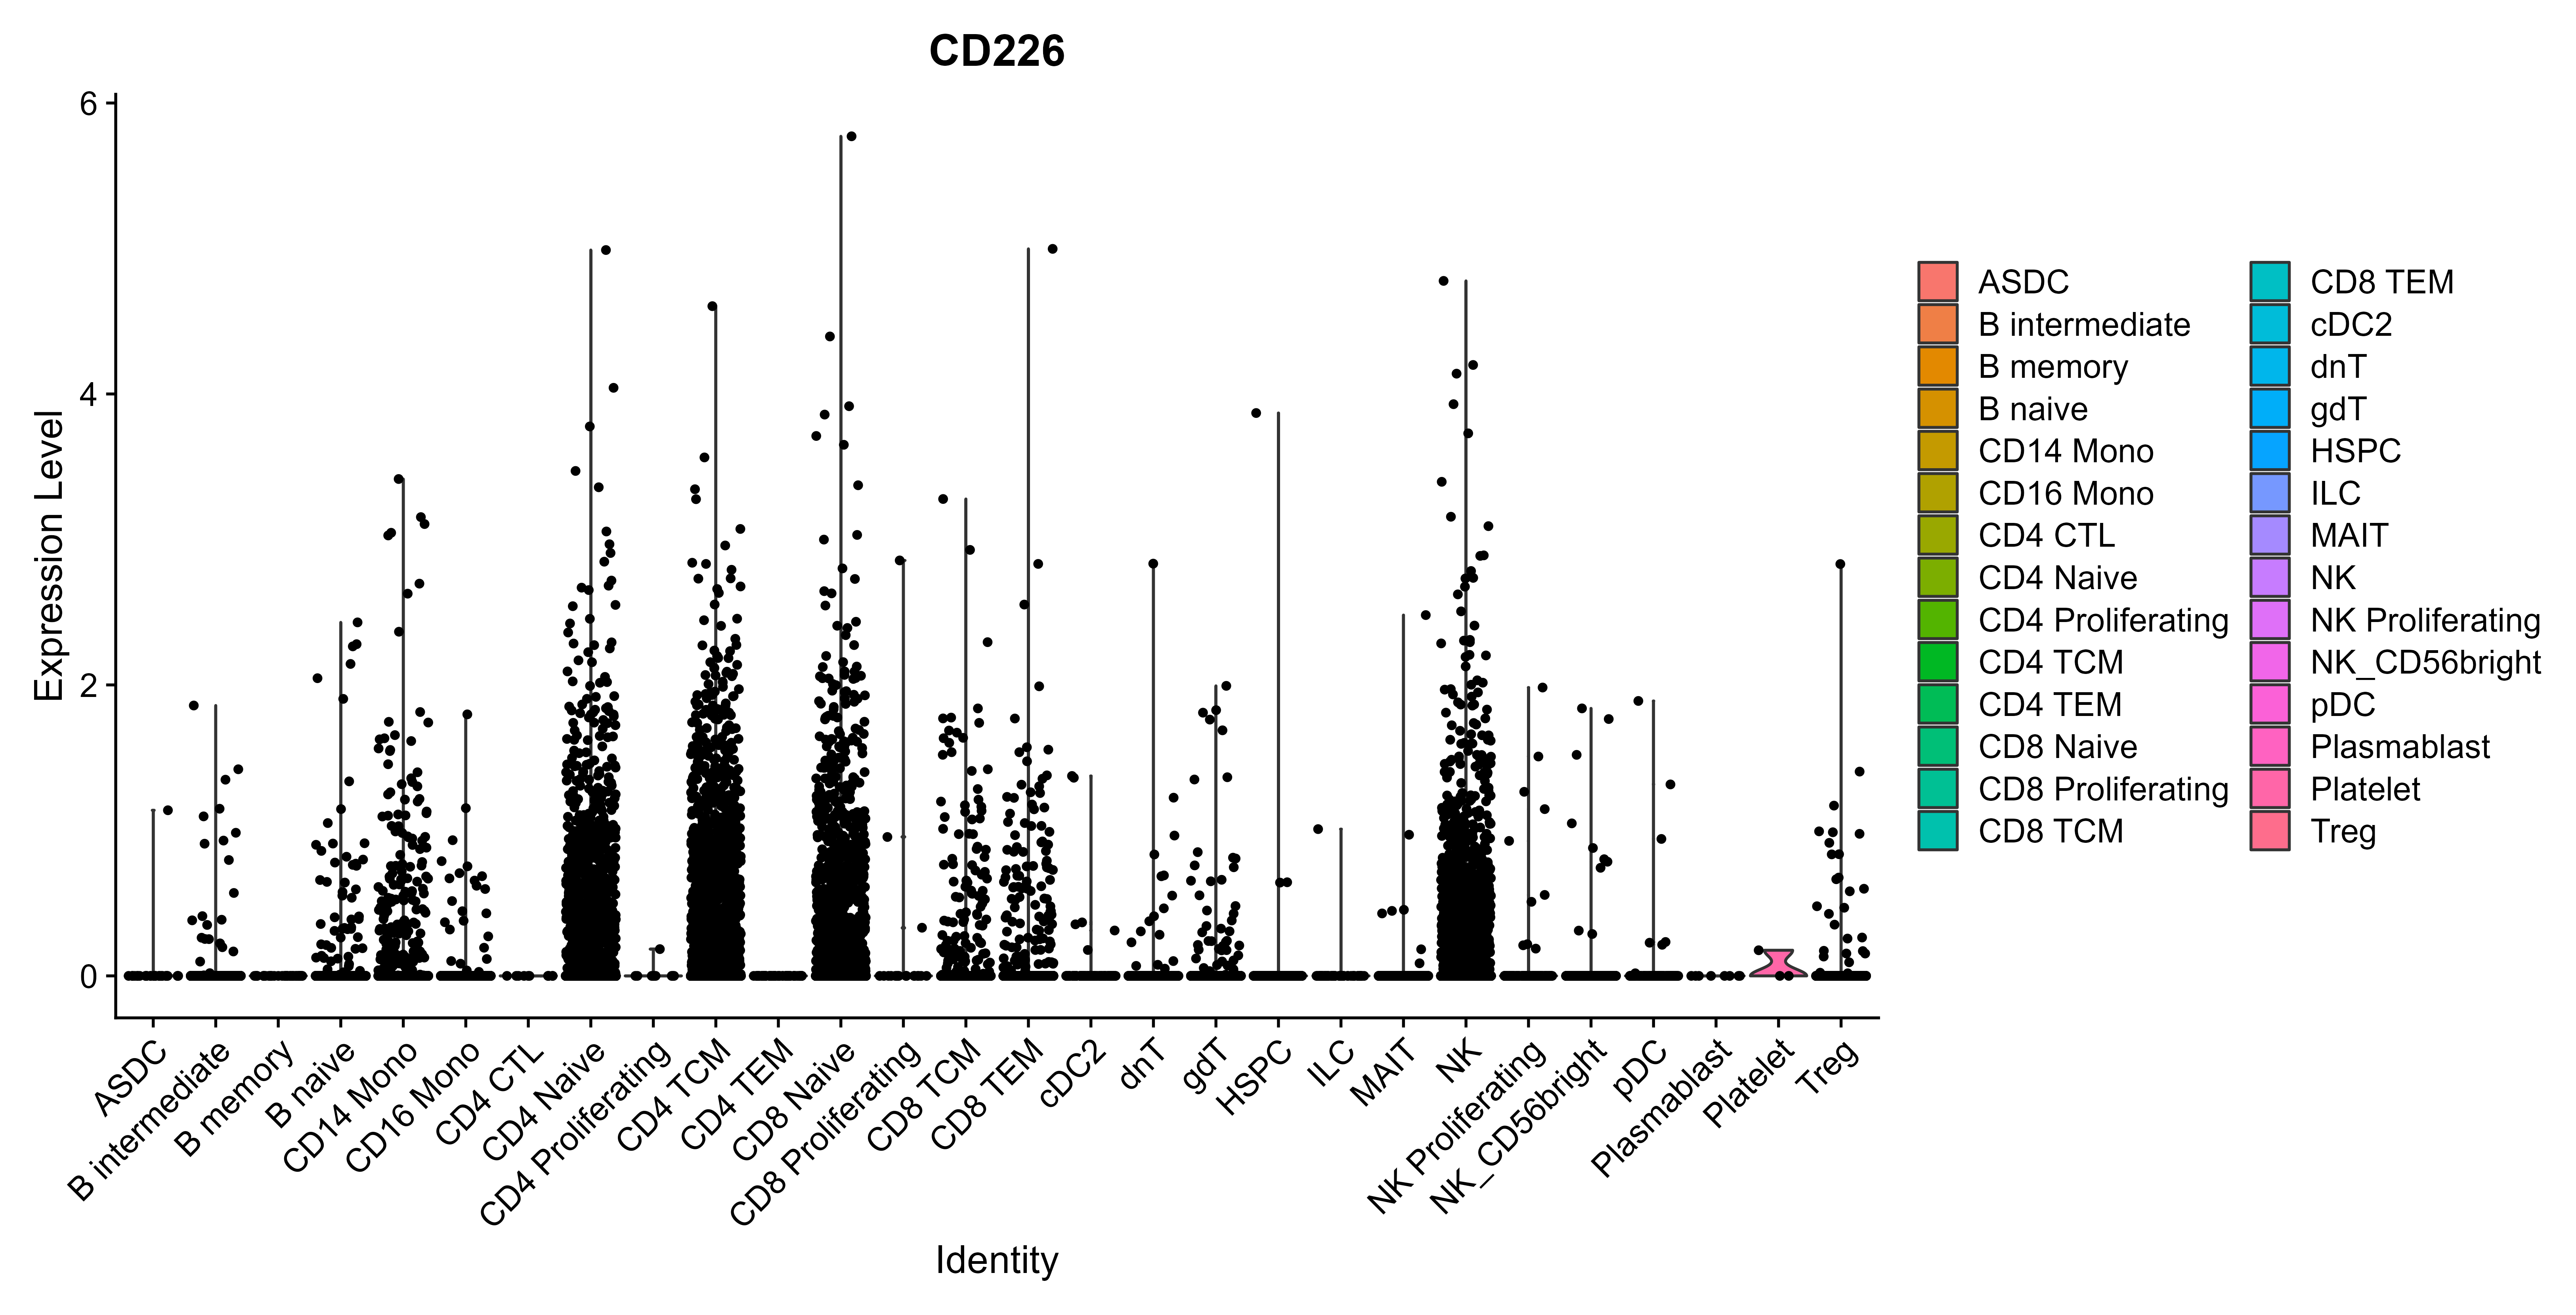 CD226
6
4
2
0
Expression Level
ASDC
B intermediate
B memory
B naive
CD14 Mono
CD16 Mono
CD4 CTL
CD4 Naive
CD4 Proliferating
CD4 TCM
CD4 TEM
CD8 Naive
CD8 Proliferating
CD8 TCM
CD8 TEM
cDC2
dnT
gdT
HSPC
ILC
MAIT
NK
NK Proliferating
NK_CD56bright
pDC
Plasmablast
Platelet
Treg
Identity
ASDC
B intermediate
B memory
B naive
CD14 Mono
CD16 Mono
CD4 CTL
CD4 Naive
CD4 Proliferating
CD4 TCM
CD4 TEM
CD8 Naive
CD8 Proliferating
CD8 TCM
CD8 TEM
cDC2
dnT
gdT
HSPC
ILC
MAIT
NK
NK Proliferating
NK_CD56bright
pDC
Plasmablast
Platelet
Treg